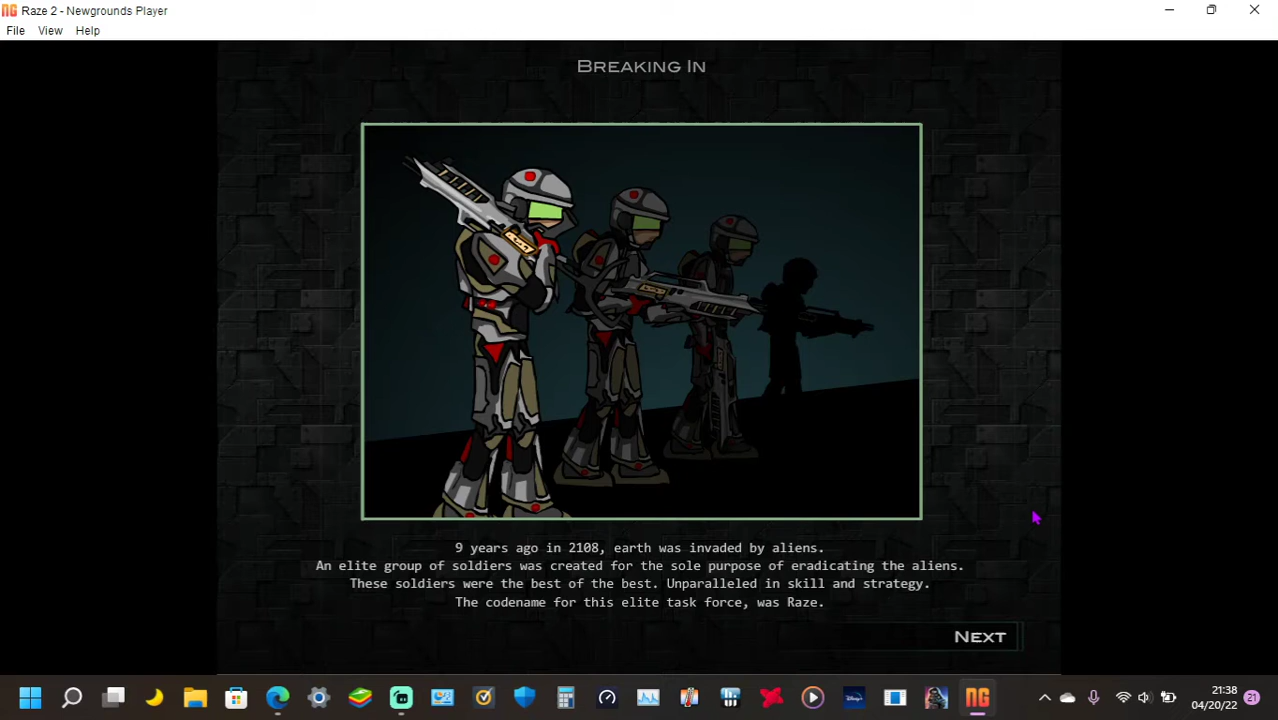 Raze 2 - Newgrounds Player
File View Help
Breaking In
9 years ago in 2108, earth was invaded by aliens.
An elite group of soldiers was created for the sole purpose of eradicating the aliens.
These soldiers were the best of the best. Unparalleled in skill and strategy.
The codename for this elite task force, was Raze.
Next
21:38
04/20/22
21